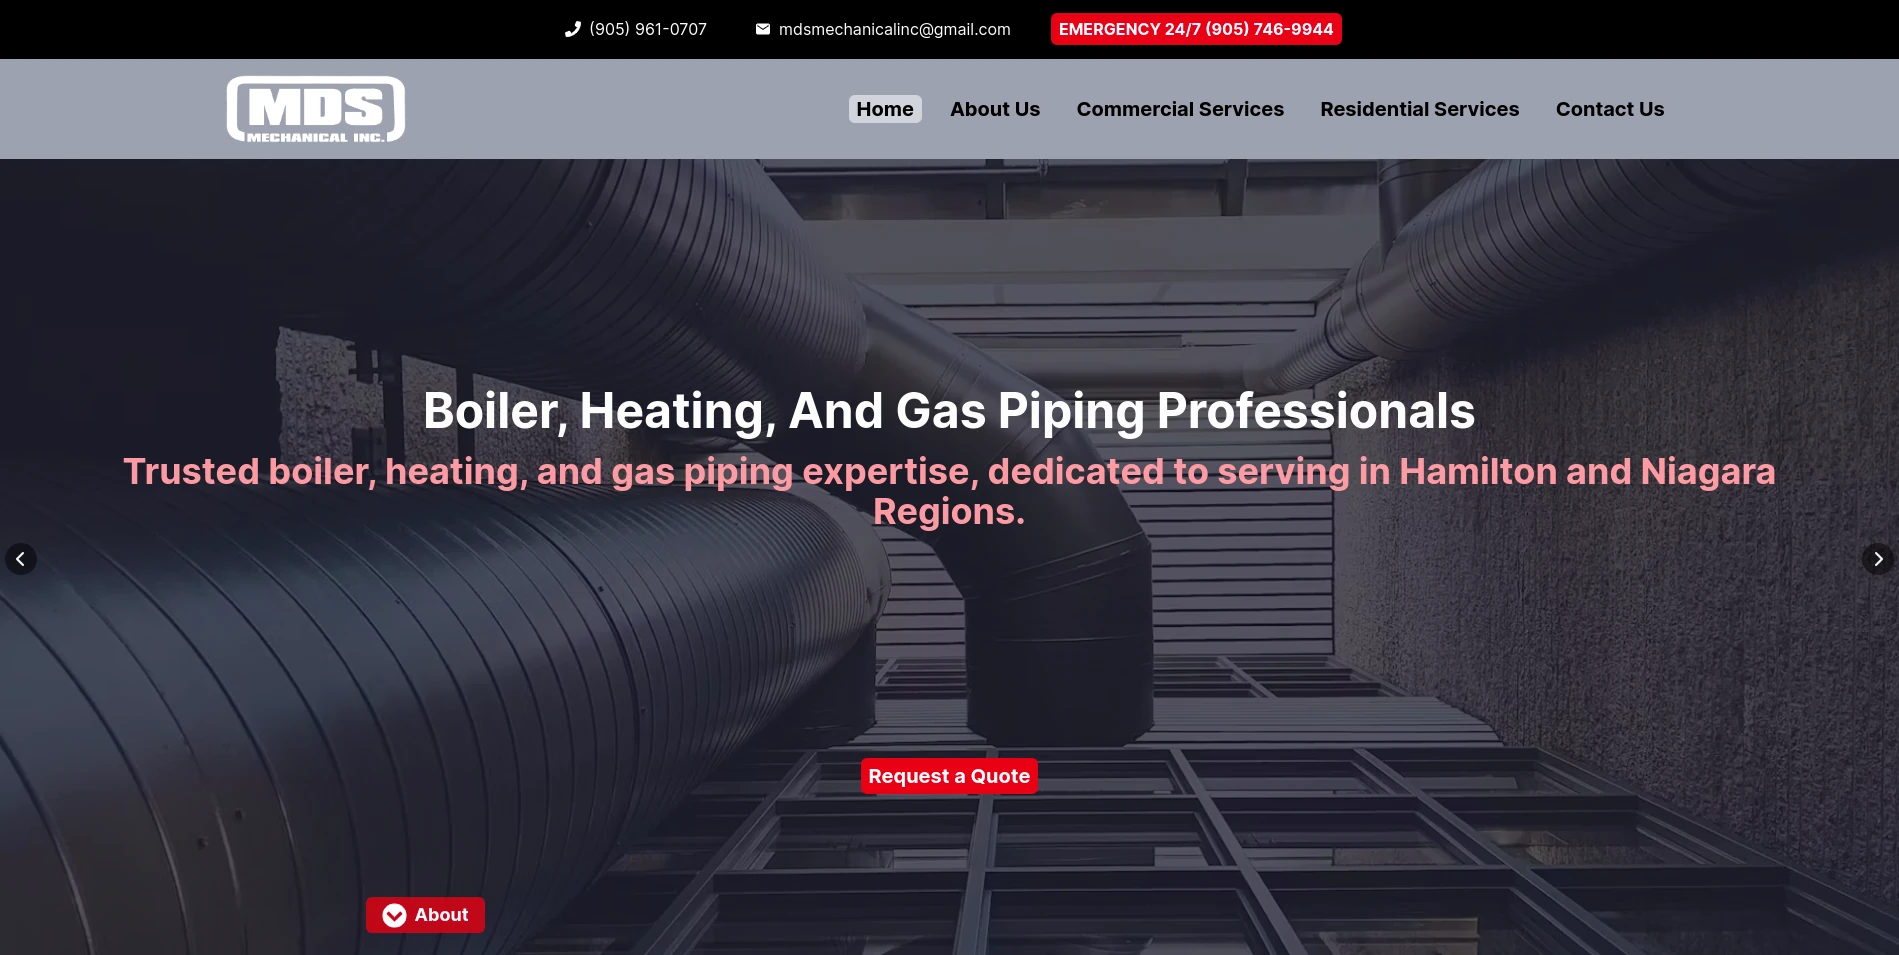 (905) 961-0707
mdsmechanicalinc@gmail.com
EMERGENCY 24/7 (905) 746-9944
MDS
MECHANICAL INC.
Home
About Us
Commercial Services
Residential Services
Contact Us
Boiler, Heating, And Gas Piping Professionals
Trusted boiler, heating, and gas piping expertise, dedicated to serving in Hamilton and Niagara
Regions.
Request a Quote
About